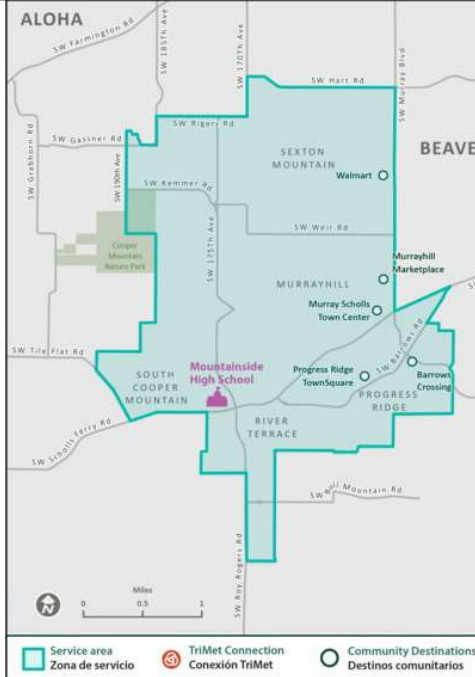 ALOHA
SW Farmington Rd
SW 185th Ave
SW 170th Ave
SW Murray Blvd
SW Hart Rd
SW Rigert Rd
SW Gassner Rd
SW Grabhorn Rd
SW 190th Ave
SEXTON
MOUNTAIN
BEAVE
Walmart
SW Kemmer Rd
SW 175th Ave
SW Weir Rd
Cooper
Mountain
Nature Park
Murrayhill
Marketplace
MURRAYHILL
Murray Scholls
Town Center
SW Barrows Rd
SW Tile Flat Rd
Mountainside
High School
SOUTH
COOPER
MOUNTAIN
Progress Ridge
TownSquare
Barrows
Crossing
PROGRESS
RIDGE
SW Scholls Ferry Rd
RIVER
TERRACE
SW Bull Mountain Rd
SW Roy Rogers Rd
N
Miles
0 0.5 1
Service area
Zona de servicio
TriMet Connection
Conexión TriMet
Community Destinations
Destinos comunitarios